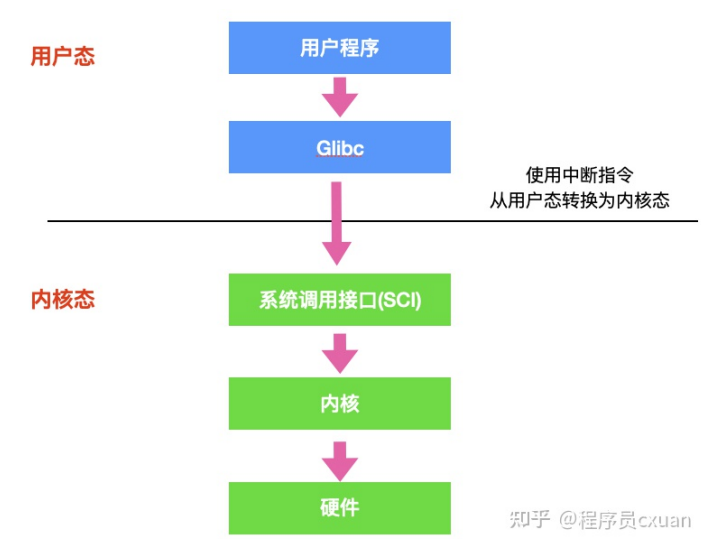 用户态
用户程序
Glibc
使用中断指令
从用户态转换为内核态
内核态
系统调用接口(SCI)
内核
硬件
知乎 @程序员cxuan